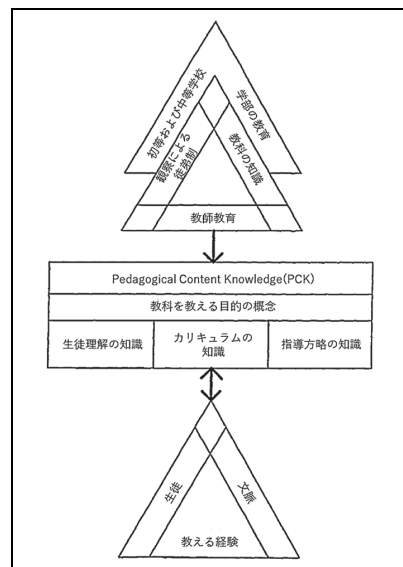 初等および中等学校
学部の教育
観察による
徒弟制
教科の知識
教師教育
Pedagogical Content Knowledge(PCK)
教科を教える目的の概念
生徒理解の知識
カリキュラムの
知識
指導方略の知識
生徒
文脈
教える経験